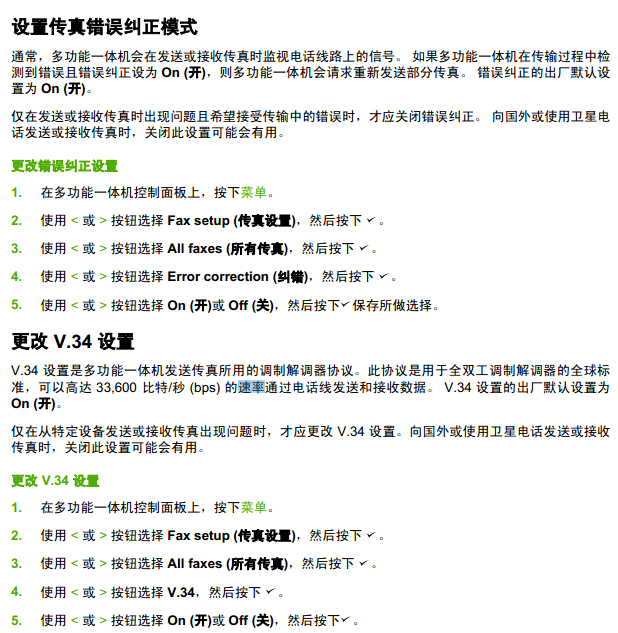 设置传真错误纠正模式
通常，多功能一体机会在发送或接收传真时监视电话线路上的信号。 如果多功能一体机在传输过程中检
测到错误且错误纠正设为 On (开)，则多功能一体机会请求重新发送部分传真。 错误纠正的出厂默认设
置为 On (开)。
仅在发送或接收传真时出现问题且希望接受传输中的错误时，才应关闭错误纠正。 向国外或使用卫星电
话发送或接收传真时，关闭此设置可能会有用。
更改错误纠正设置
1. 在多功能一体机控制面板上，按下菜单。
2. 使用 < 或 > 按钮选择 Fax setup (传真设置)，然后按下 ✓。
3. 使用 < 或 > 按钮选择 All faxes (所有传真)，然后按下 ✓。
4. 使用 < 或 > 按钮选择 Error correction (纠错)，然后按下 ✓。
5. 使用 < 或 > 按钮选择 On (开)或 Off (关)，然后按下✓保存所做选择。
更改 V.34 设置
V.34 设置是多功能一体机发送传真所用的调制解调器协议。此协议是用于全双工调制解调器的全球标
准，可以高达 33,600 比特/秒 (bps) 的速率通过电话线发送和接收数据。 V.34 设置的出厂默认设置为
On (开)。
仅在从特定设备发送或接收传真出现问题时，才应更改 V.34 设置。向国外或使用卫星电话发送或接收
传真时，关闭此设置可能会有用。
更改 V.34 设置
1. 在多功能一体机控制面板上，按下菜单。
2. 使用 < 或 > 按钮选择 Fax setup (传真设置)，然后按下 ✓。
3. 使用 < 或 > 按钮选择 All faxes (所有传真)，然后按下 ✓。
4. 使用 < 或 > 按钮选择 V.34，然后按下 ✓。
5. 使用 < 或 > 按钮选择 On (开)或 Off (关)，然后按下✓。